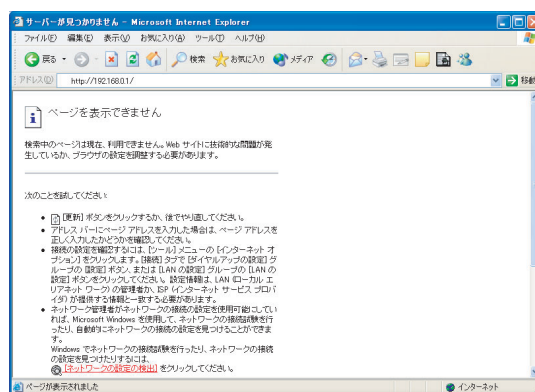 サーバーが見つかりません - Microsoft Internet Explorer
ファイル(F) 編集(E) 表示(V) お気に入り(A) ツール(T) ヘルプ(H)
戻る 検索 お気に入り メディア
アドレス(D) http://192.168.0.1/ 移動
ページを表示できません
検索中のページは現在、利用できません。Web サイトに技術的な問題が発
生しているか、ブラウザの設定を調整する必要があります。
次のことを試してください:
• [更新] ボタンをクリックするか、後でやり直してください。
• アドレス バーにページ アドレスを入力した場合は、ページ アドレスを
正しく入力したかどうかを確認してください。
• 接続の設定を確認するには、[ツール] メニューの [インターネット オ
プション] をクリックします。[接続] タブで [ダイヤルアップの設定] グ
ループの [設定] ボタン、または [LAN の設定] グループの [LAN の
設定] ボタンをクリックしてください。設定情報は、LAN (ローカル エ
リア ネットワーク) の管理者か、ISP (インターネット サービス プロバ
イダ) が提供する情報と一致する必要があります。
• ネットワーク管理者がネットワークの接続の設定を使用可能にしてい
れば、Microsoft Windows を使用して、ネットワークの接続試験を行
ったり、自動的にネットワークの接続の設定を見つけることができま
す。
Windows でネットワークの接続試験を行ったり、ネットワークの接続
の設定を見つけたりするには、
[ネットワークの設定の検出] をクリックしてください。
ページが表示されました インターネット